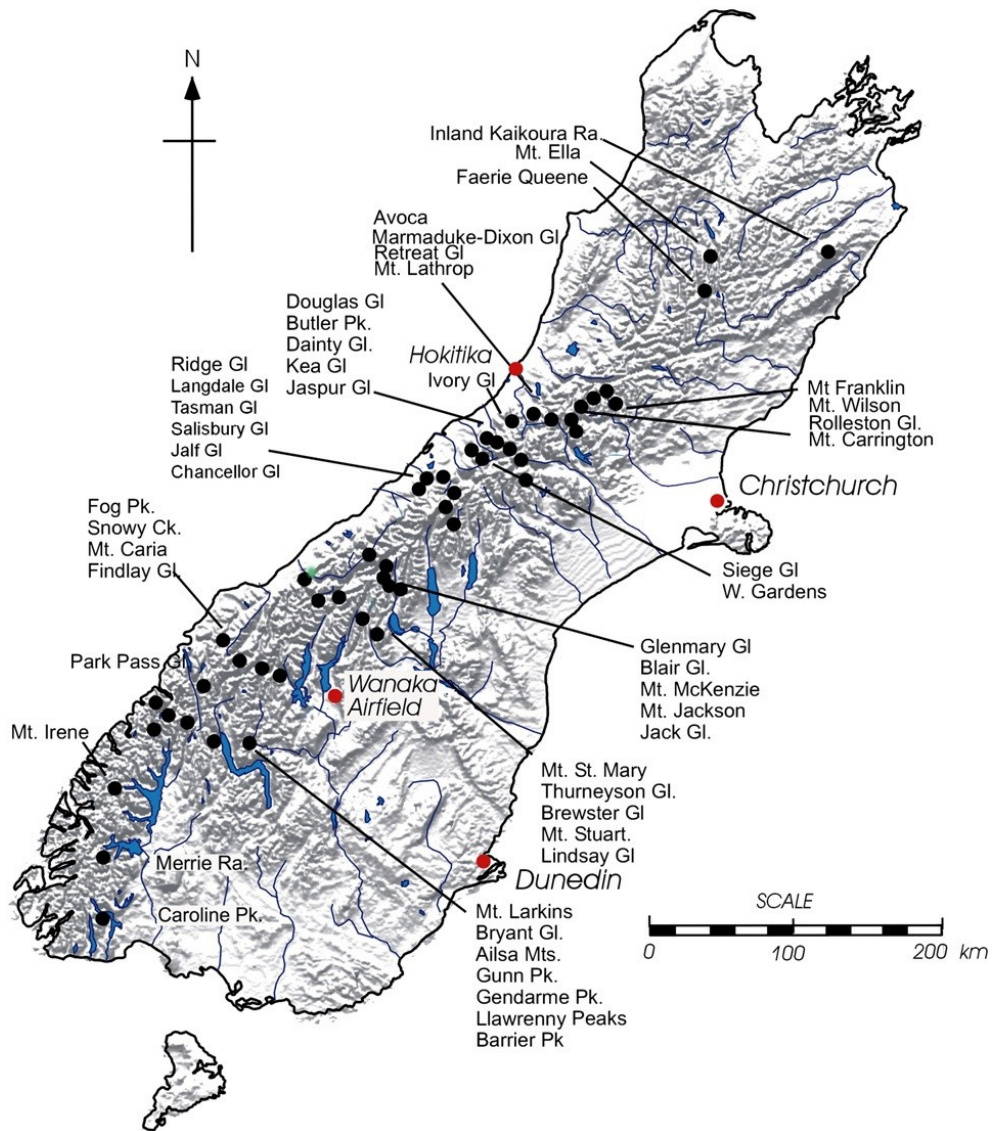 N
Inland Kaikoura Ra.
Mt. Ella
Faerie Queene
Avoca
Marmaduke-Dixon Gl
Retreat Gl
Mt. Lathrop
Douglas Gl
Butler Pk.
Dainty Gl.
Kea Gl
Jaspur Gl
Hokitika
Ivory Gl
Ridge Gl
Langdale Gl
Tasman Gl
Salisbury Gl
Jalf Gl
Chancellor Gl
Mt Franklin
Mt. Wilson
Rolleston Gl.
Mt. Carrington
Christchurch
Fog Pk.
Snowy Ck.
Mt. Caria
Findlay Gl.
Siege Gl
W. Gardens
Park Pass Gl
Glenmary Gl
Blair Gl.
Mt. McKenzie
Mt. Jackson
Jack Gl.
Wanaka
Airfield
Mt. Irene
Mt. St. Mary
Thurneyson Gl.
Brewster Gl
Mt. Stuart.
Lindsay Gl
Merrie Ra.
Dunedin
Caroline Pk.
Mt. Larkins
Bryant Gl.
Ailsa Mts.
Gunn Pk.
Gendarme Pk.
Llawrenny Peaks
Barrier Pk
SCALE
0 100 200 km